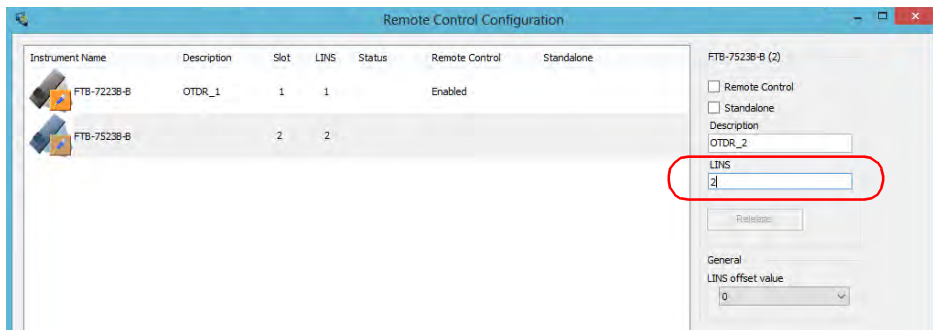 Remote Control Configuration
Instrument Name Description Slot LINS Status Remote Control Standalone
FTB-7223B-B OTDR_1 1 1 Enabled
FTB-7523B-B 2 2
FTB-7523B-B (2)
Remote Control
Standalone
Description
OTDR_2
LINS
2
Release
General
LINS offset value
0